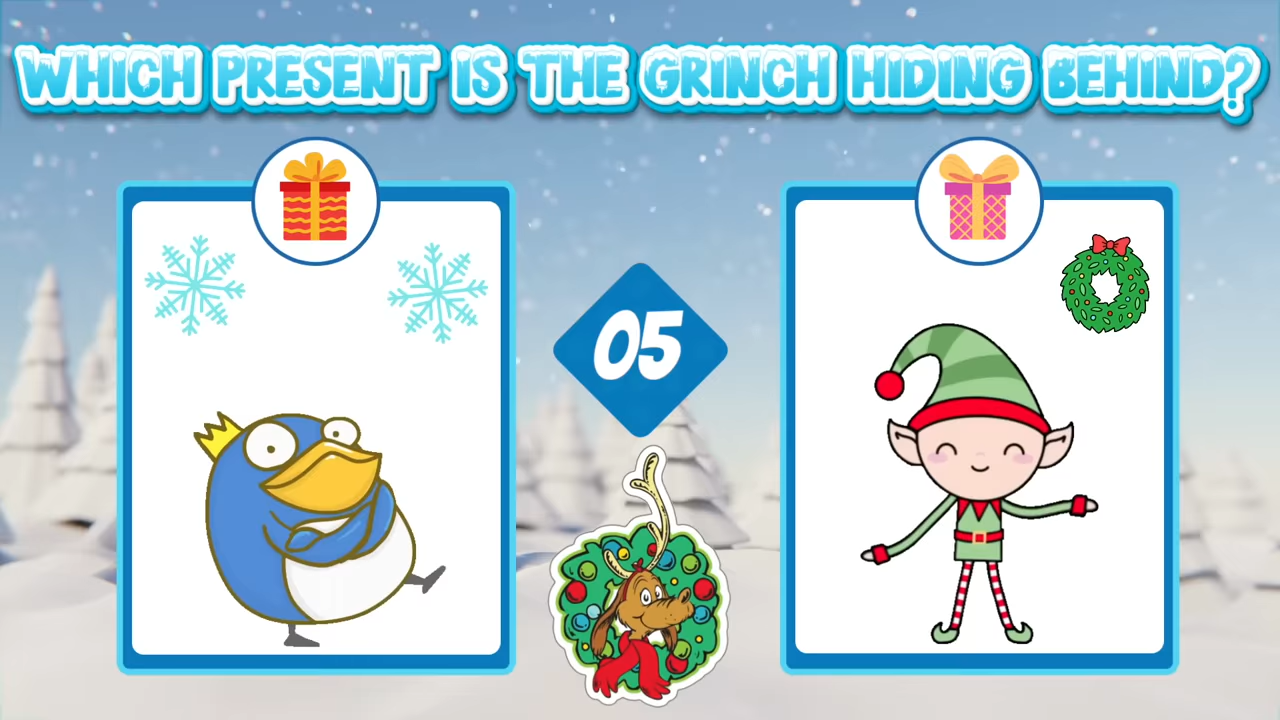 WHICH PRESENT IS THE GRINCH HIDING BEHIND?
05